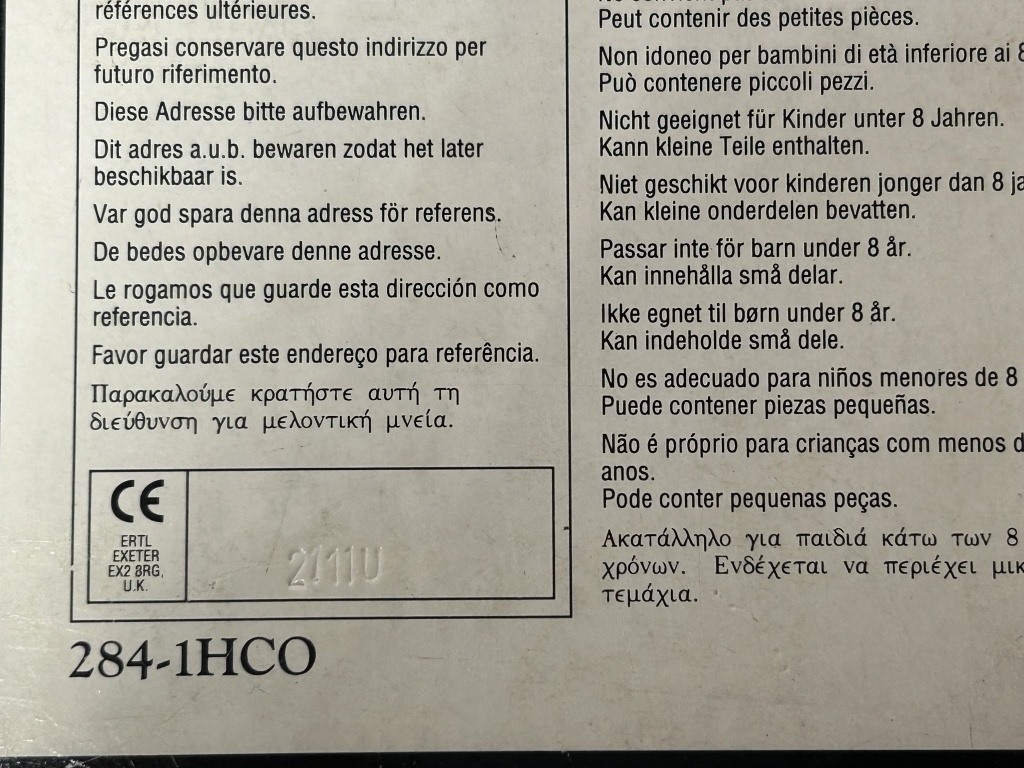 références ultérieures.
Pregasi conservare questo indirizzo per
futuro riferimento.
Diese Adresse bitte aufbewahren.
Dit adres a.u.b. bewaren zodat het later
beschikbaar is.
Var god spara denna adress för referens.
De bedes opbevare denne adresse.
Le rogamos que guarde esta dirección como
referencia.
Favor guardar este endereço para referência.
Παρακαλούμε κρατήστε αυτή τη
διεύθυνση για μελοντική μνεία.
CE
ERTL
EXETER
EX2 8RG,
U.K.
2111U
284-1HCO
Peut contenir des petites pièces.
Non idoneo per bambini di età inferiore ai 8
Può contenere piccoli pezzi.
Nicht geeignet für Kinder unter 8 Jahren.
Kann kleine Teile enthalten.
Niet geschikt voor kinderen jonger dan 8 ja
Kan kleine onderdelen bevatten.
Passar inte för barn under 8 år.
Kan innehålla små delar.
Ikke egnet til børn under 8 år.
Kan indeholde små dele.
No es adecuado para niños menores de 8
Puede contener piezas pequeñas.
Não é próprio para crianças com menos d
anos.
Pode conter pequenas peças.
Ακατάλληλο για παιδιά κάτω των 8
χρόνων. Ενδέχεται να περιέχει μικ
τεμάχια.